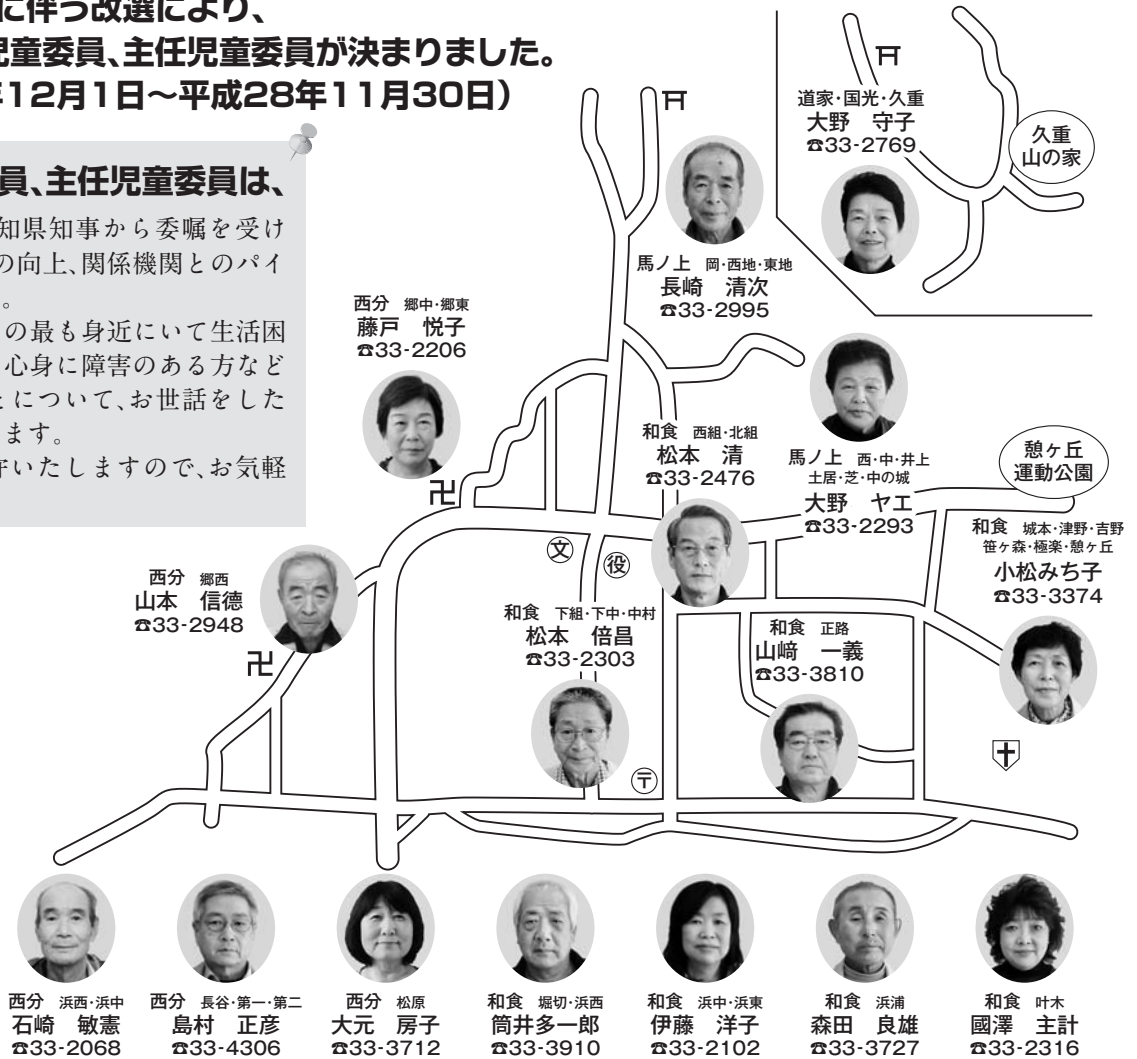 に伴う改選により、
児童委員、主任児童委員が決まりました。
年12月1日～平成28年11月30日）
員、主任児童委員は、
知県知事から委嘱を受け
の向上、関係機関とのパイ
。
の最も身近にいて生活困
心身に障害のある方など
とについて、お世話をした
ます。
いたしますので、お気軽
道家・国光・久重
大野　守子
☎33-2769
久重
山の家
馬ノ上　岡・西地・東地
長崎　清次
☎33-2995
西分　郷中・郷東
藤戸　悦子
☎33-2206
和食　西組・北組
松本　清
☎33-2476
馬ノ上　西・中・井上
土居・芝・中の城
大野　ヤエ
☎33-2293
憩ヶ丘
運動公園
和食　城本・津野・吉野
笹ヶ森・極楽・憩ヶ丘
小松みち子
☎33-3374
文
役
西分　郷西
山本　信徳
☎33-2948
和食　下組・下中・中村
松本　倍昌
☎33-2303
和食　正路
山﨑　一義
☎33-3810
〒
西分　浜西・浜中
石崎　敏憲
☎33-2068
西分　長谷・第一・第二
島村　正彦
☎33-4306
西分　松原
大元　房子
☎33-3712
和食　堀切・浜西
筒井多一郎
☎33-3910
和食　浜中・浜東
伊藤　洋子
☎33-2102
和食　浜浦
森田　良雄
☎33-3727
和食　叶木
國澤　主計
☎33-2316